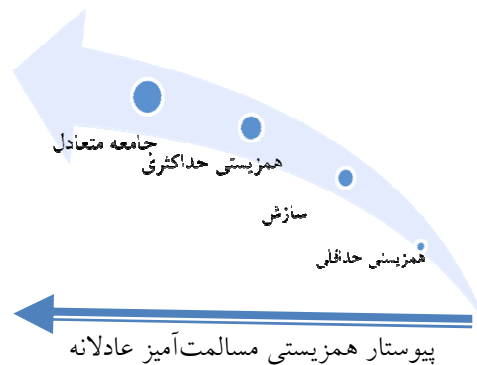 جامعه متعادل
همزیستی حداکثری
سازش
همزیستی حداقلی
پیوستار همزیستی مسالمت‌آمیز عادلانه